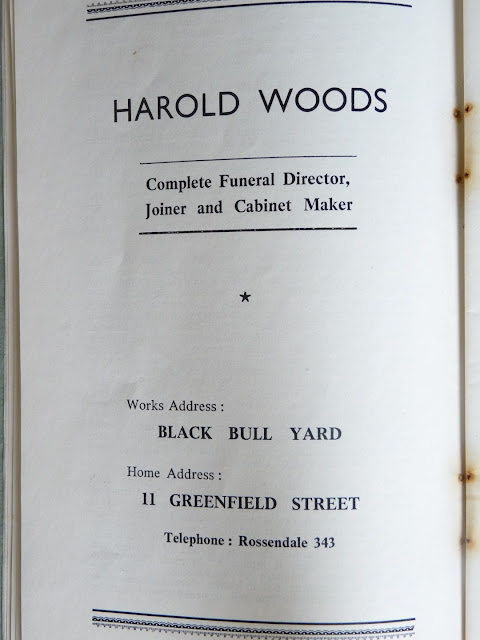 HAROLD WOODS
Complete Funeral Director,
Joiner and Cabinet Maker
Works Address :
BLACK BULL YARD
Home Address :
11 GREENFIELD STREET
Telephone : Rossendale 343